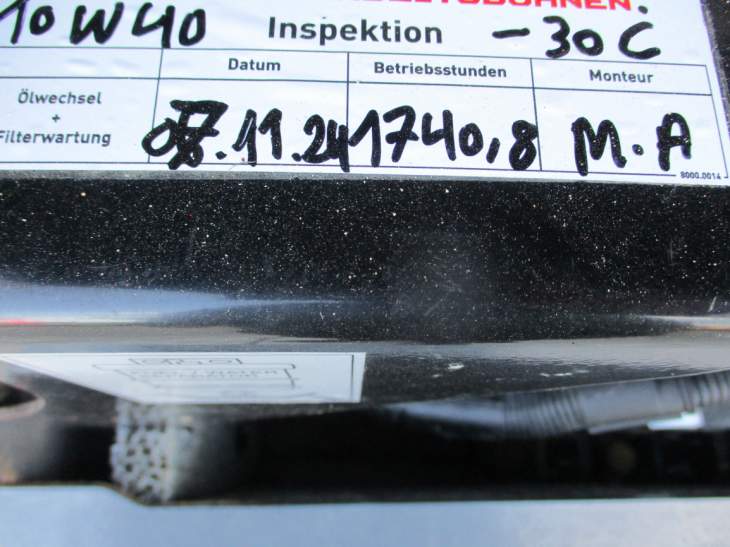 10W40 Inspektion -30C
Datum Betriebsstunden Monteur
Ölwechsel
+
Filterwartung
07.11.24 1740,8 M.A
8000.0014